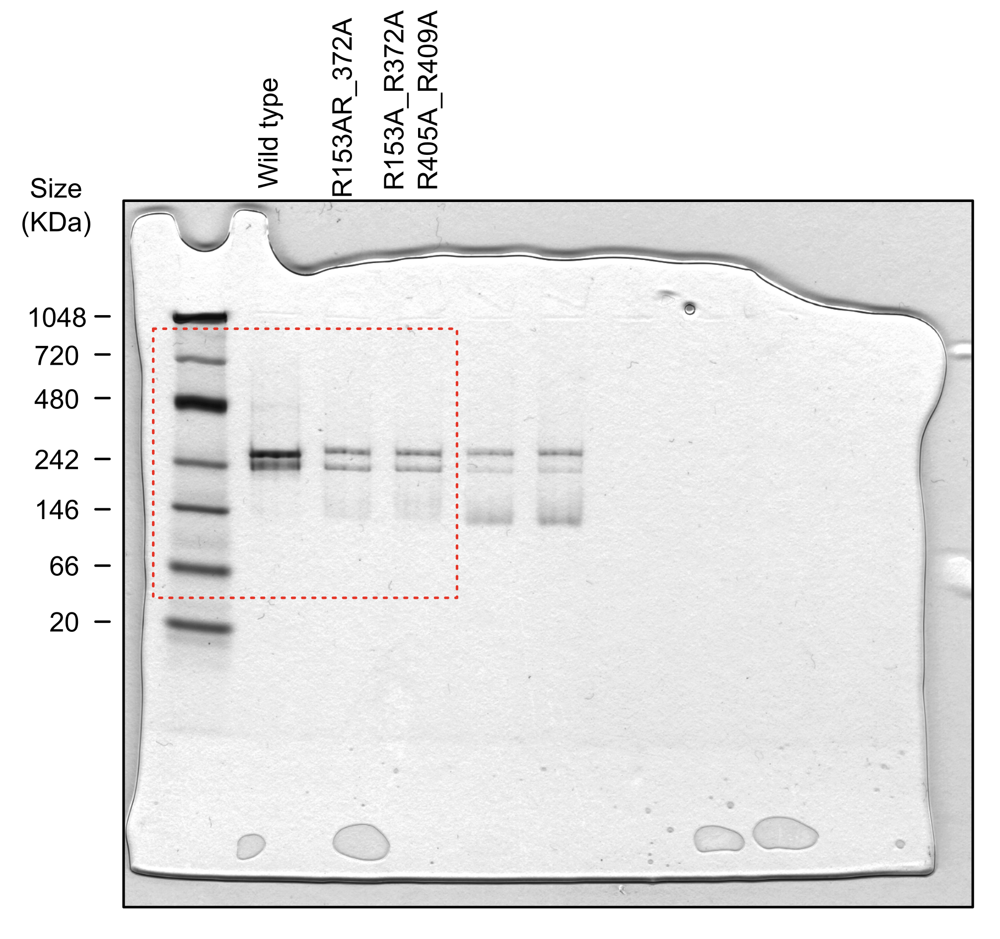 Wild type
R153AR_372A
R153A_R372A
R405A_R409A
Size
(KDa)
1048
720
480
242
146
66
20